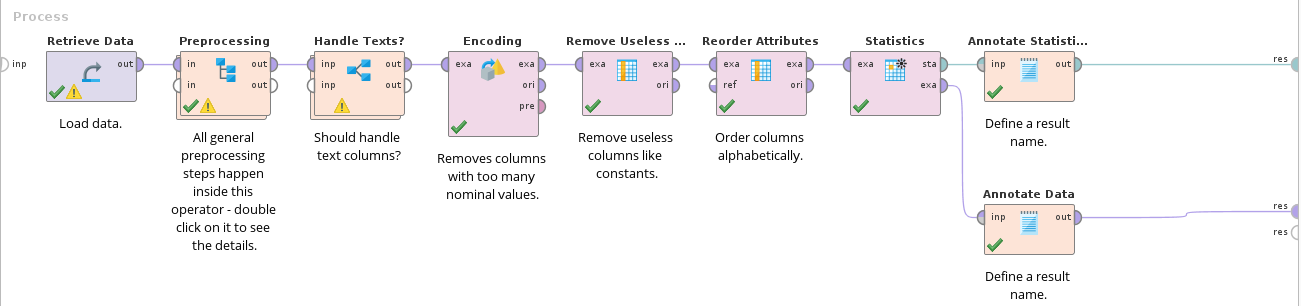 Process
Retrieve Data
Preprocessing
Handle Texts?
Encoding
Remove Useless ...
Reorder Attributes
Statistics
Annotate Statisti...
inp
out
in
out
inp
out
exa
exa
exa
exa
exa
exa
exa
sta
inp
out
res
in
out
inp
out
ori
ori
ref
ori
exa
pre
Load data.
All general
preprocessing
steps happen
inside this
operator - double
click on it to see
the details.
Should handle
text columns?
Removes columns
with too many
nominal values.
Remove useless
columns like
constants.
Order columns
alphabetically.
Define a result
name.
Annotate Data
inp
out
res
res
Define a result
name.